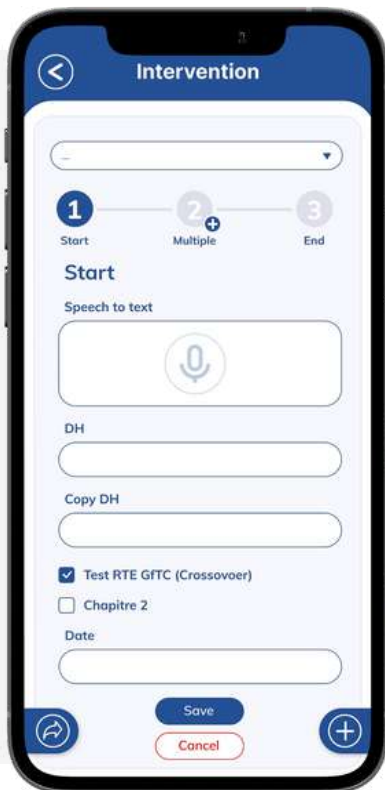 Intervention
...
1 2 3
Start Multiple End
Start
Speech to text
DH
Copy DH
Test RTE GfTC (Crossovoer)
Chapitre 2
Date
Save
Cancel